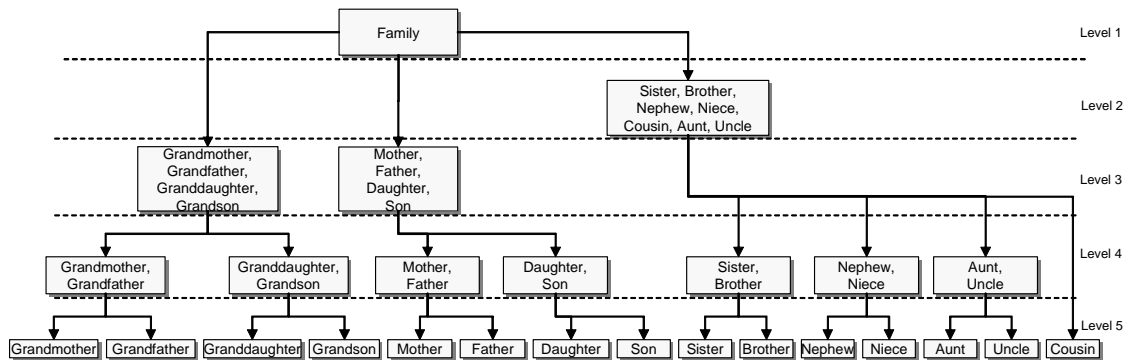 Family
Level 1
Sister, Brother,
Nephew, Niece,
Cousin, Aunt, Uncle
Level 2
Grandmother,
Grandfather,
Granddaughter,
Grandson
Mother,
Father,
Daughter,
Son
Level 3
Grandmother,
Grandfather
Granddaughter,
Grandson
Mother,
Father
Daughter,
Son
Sister,
Brother
Nephew,
Niece
Aunt,
Uncle
Level 4
Level 5
Grandmother
Grandfather
Granddaughter
Grandson
Mother
Father
Daughter
Son
Sister
Brother
Nephew
Niece
Aunt
Uncle
Cousin